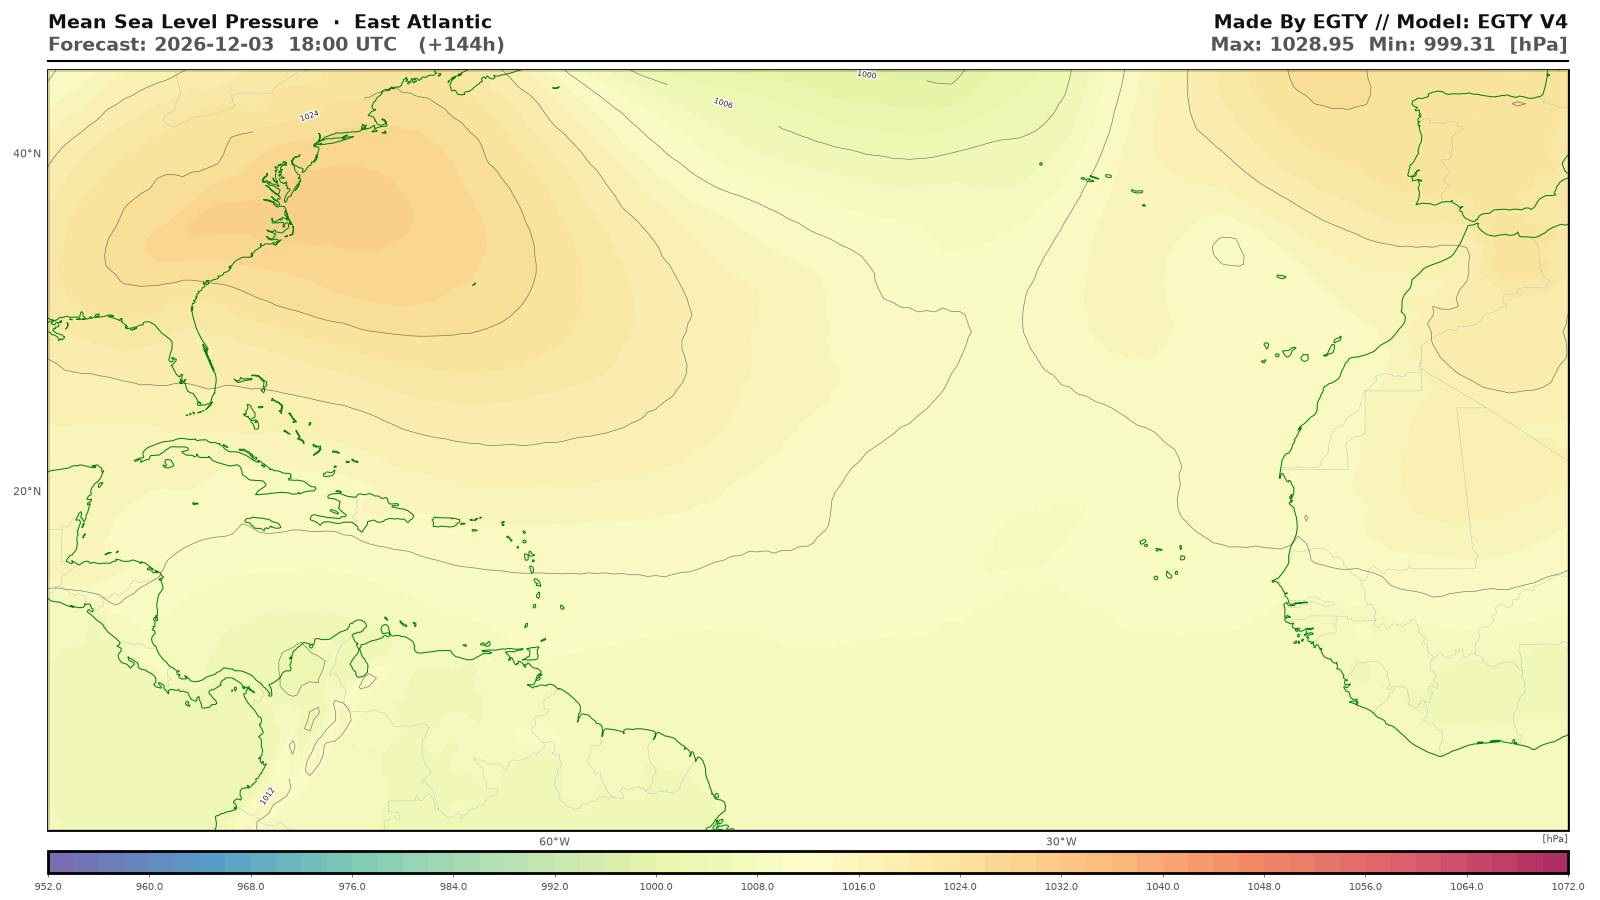 Mean Sea Level Pressure · East Atlantic
Made By EGTY // Model: EGTY V4
Forecast: 2026-12-03 18:00 UTC (+144h)
Max: 1028.95 Min: 999.31 [hPa]
1000
1006
1024
40°N
20°N
1012
60°W
30°W
[hPa]
952.0 960.0 968.0 976.0 984.0 992.0 1000.0 1008.0 1016.0 1024.0 1032.0 1040.0 1048.0 1056.0 1064.0 1072.0